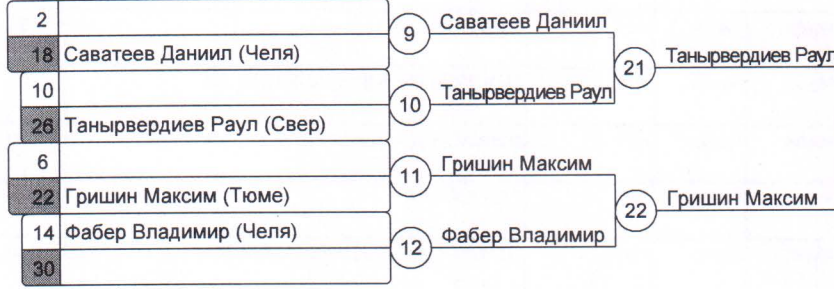 2
9 Саватеев Даниил
18 Саватеев Даниил (Челя)
21 Танырвердиев Раул
10
10 Танырвердиев Раул
26 Танырвердиев Раул (Свер)
6
11 Гришин Максим
22 Гришин Максим (Тюме)
22 Гришин Максим
14 Фабер Владимир (Челя)
12 Фабер Владимир
30